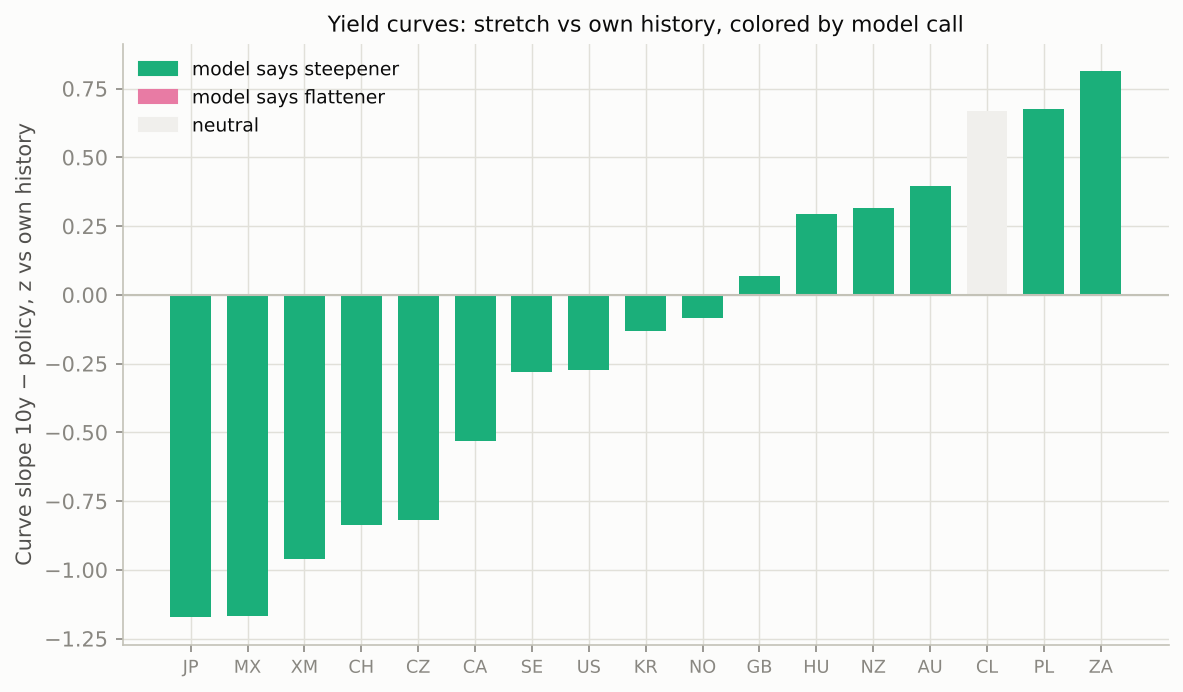 Yield curves: stretch vs own history, colored by model call
model says steepener
model says flattener
neutral
Curve slope 10y − policy, z vs own history
0.75
0.50
0.25
0.00
−0.25
−0.50
−0.75
−1.00
−1.25
JP MX XM CH CZ CA SE US KR NO GB HU NZ AU CL PL ZA